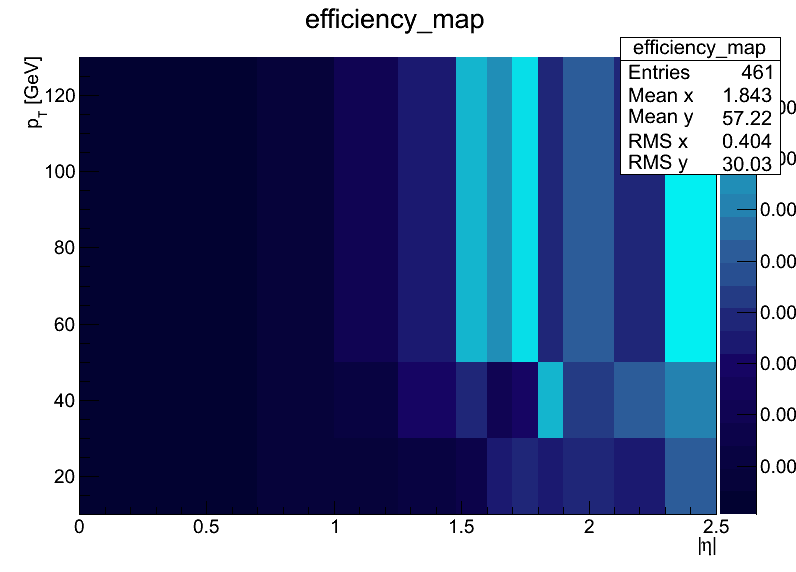 efficiency_map
efficiency_map
Entries 461
Mean x 1.843
Mean y 57.22
RMS x 0.404
RMS y 30.03
p_T [GeV]
120
100
80
60
40
20
0 0.5 1 1.5 2 2.5
|η|
0.00
0.00
0.00
0.00
0.00
0.00